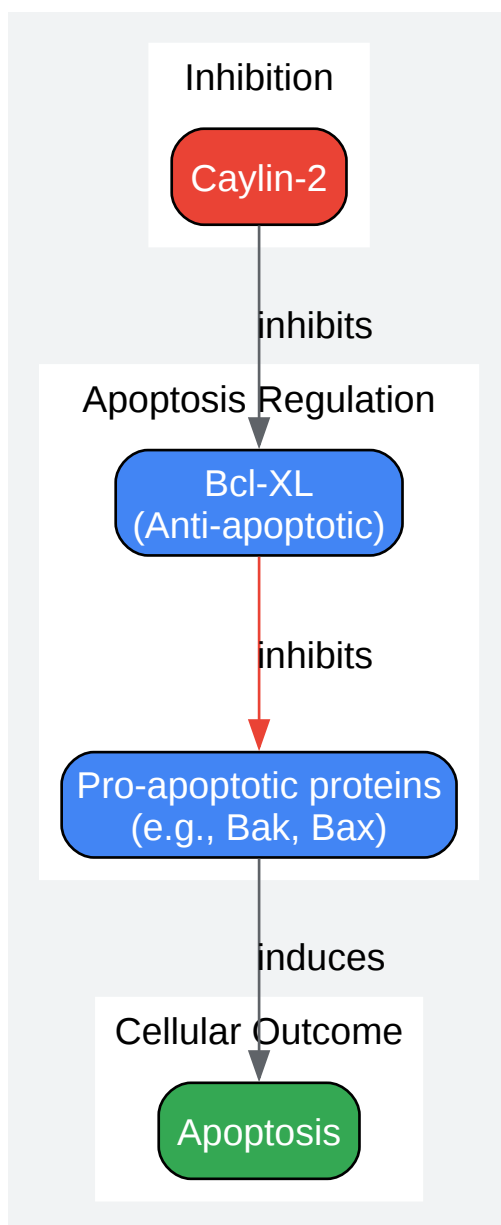 Inhibition
Caylin-2
inhibits
Apoptosis Regulation
Bcl-XL
(Anti-apoptotic)
inhibits
Pro-apoptotic proteins
(e.g., Bak, Bax)
induces
Cellular Outcome
Apoptosis